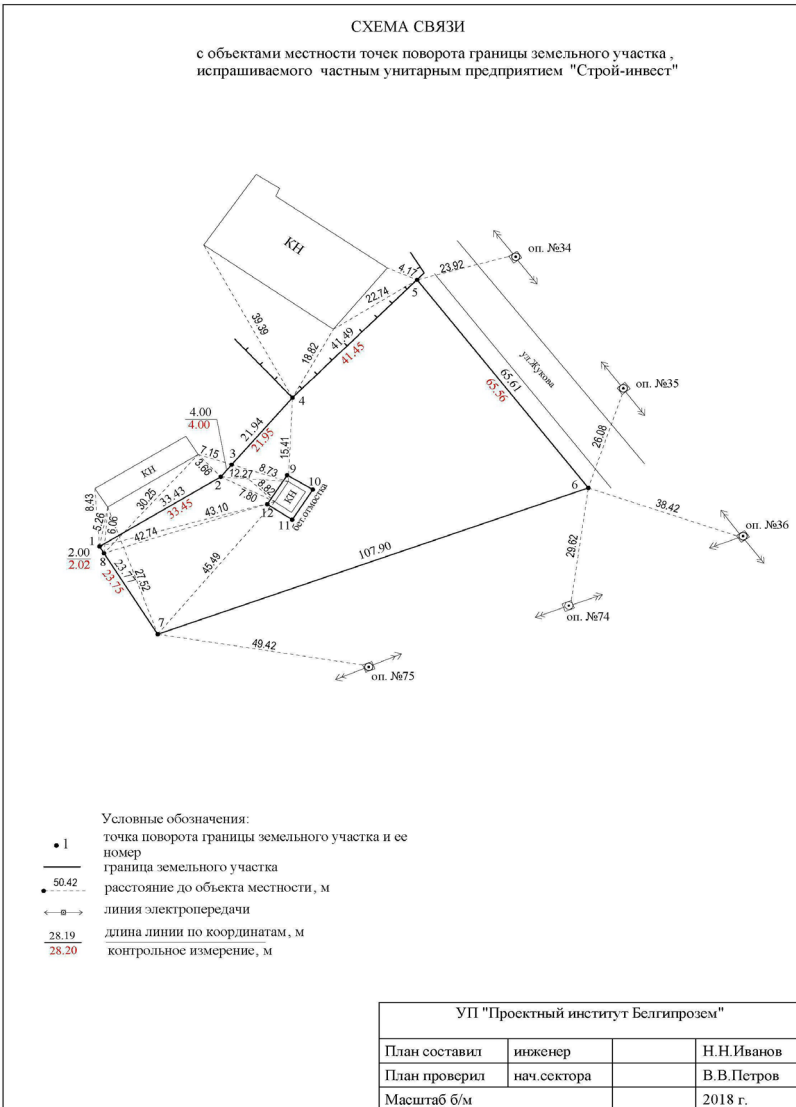 СХЕМА СВЯЗИ
с объектами местности точек поворота границы земельного участка ,
испрашиваемого частным унитарным предприятием "Строй-инвест"
КН
оп. №34
4.17
23.92
5
22.74
39.39
18.82
41.49
41.45
ул.Жукова
65.61
65.56
оп. №35
4
4.00
4.00
21.94
21.95
15.41
26.08
3
7.15
3.66
2
12.27
8.73
9
10
8.82
7.80
КН
12
11
бет.отмостка
6
38.42
оп. №36
КН
8.43
30.25
33.43
33.45
5.26
6.06
43.10
42.74
1
2.00
2.02
8
23.77
23.75
27.52
45.49
107.90
29.62
оп. №74
7
49.42
оп. №75
Условные обозначения:
1
точка поворота границы земельного участка и ее
номер
граница земельного участка
50.42
расстояние до объекта местности, м
линия электропередачи
28.19
длина линии по координатам, м
28.20
контрольное измерение, м
УП "Проектный институт Белгипрозем"
План составил инженер Н.Н.Иванов
План проверил нач.сектора В.В.Петров
Масштаб б/м 2018 г.